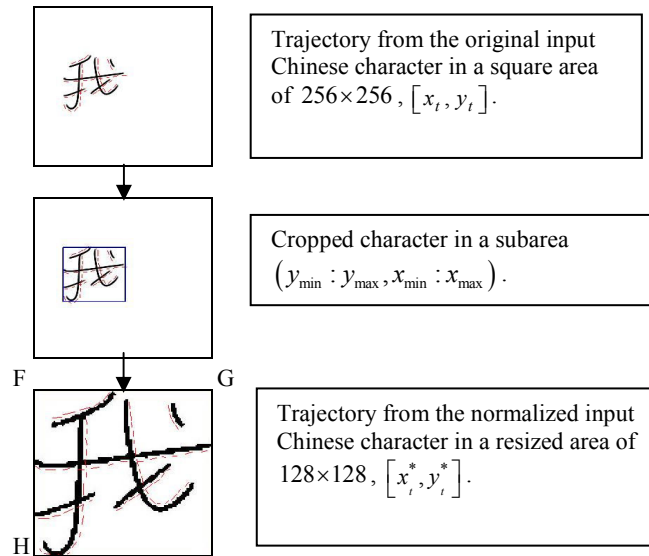 我
Trajectory from the original input
Chinese character in a square area
of 256×256 , [x_t, y_t] .
我
Cropped character in a subarea
(y_min : y_max, x_min : x_max) .
F
G
我
Trajectory from the normalized input
Chinese character in a resized area of
128×128 , [x_t^*, y_t^*] .
H